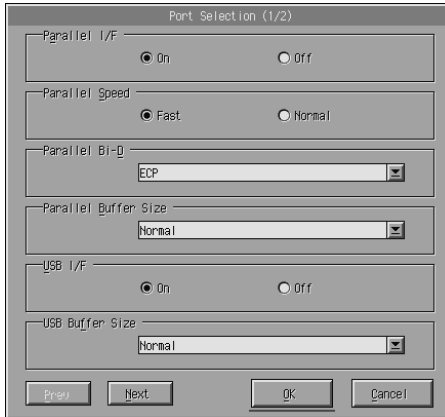 Port Selection (1/2)
Parallel I/F
On Off
Parallel Speed
Fast Normal
Parallel Bi-D
ECP
Parallel Buffer Size
Normal
USB I/F
On Off
USB Buffer Size
Normal
Prev Next OK Cancel